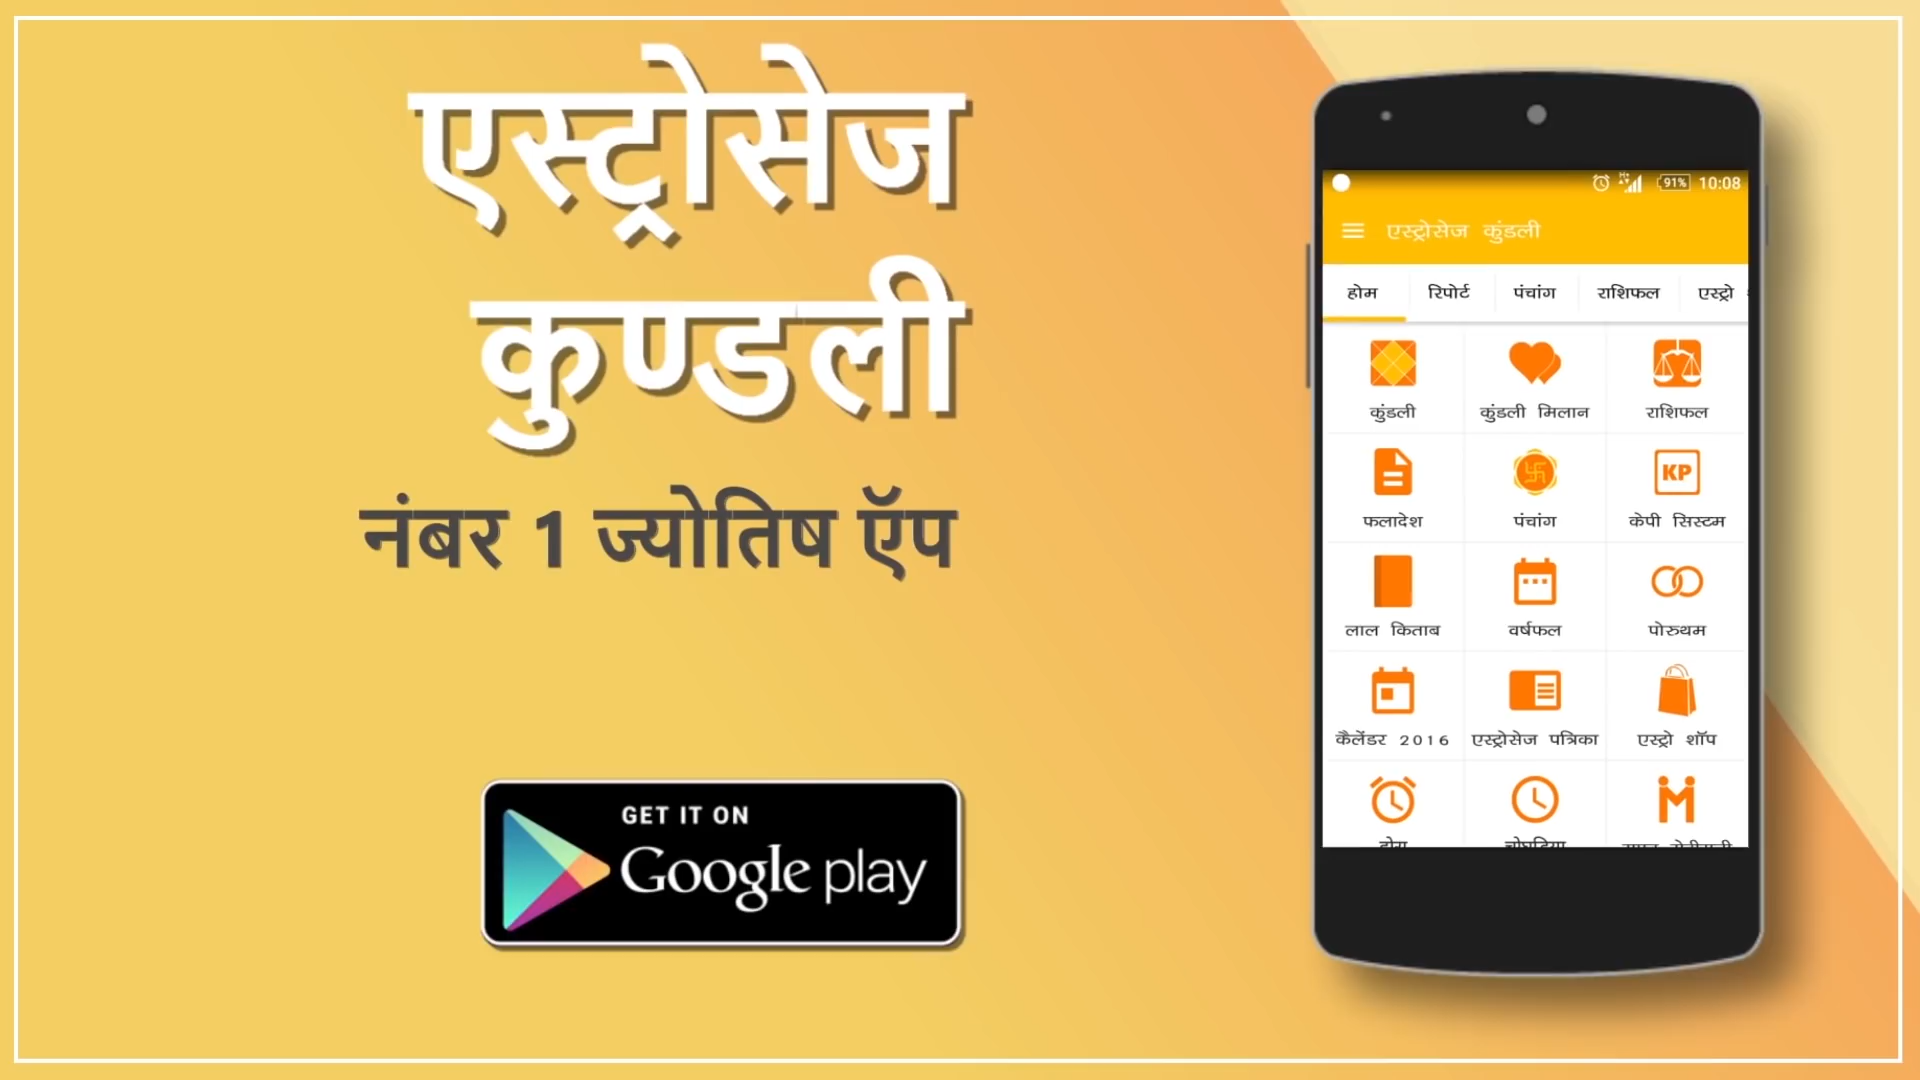 एस्ट्रोसेज
कुण्डली
नंबर 1 ज्योतिष ऍप
GET IT ON
Google play
91% 10:08
एस्ट्रोसेज कुंडली
होम रिपोर्ट पंचांग राशिफल एस्ट्रो
कुंडली कुंडली मिलान राशिफल
KP
फलादेश पंचांग केपी सिस्टम
लाल किताब वर्षफल पोरुथम
कैलेंडर 2016 एस्ट्रोसेज पत्रिका एस्ट्रो शॉप